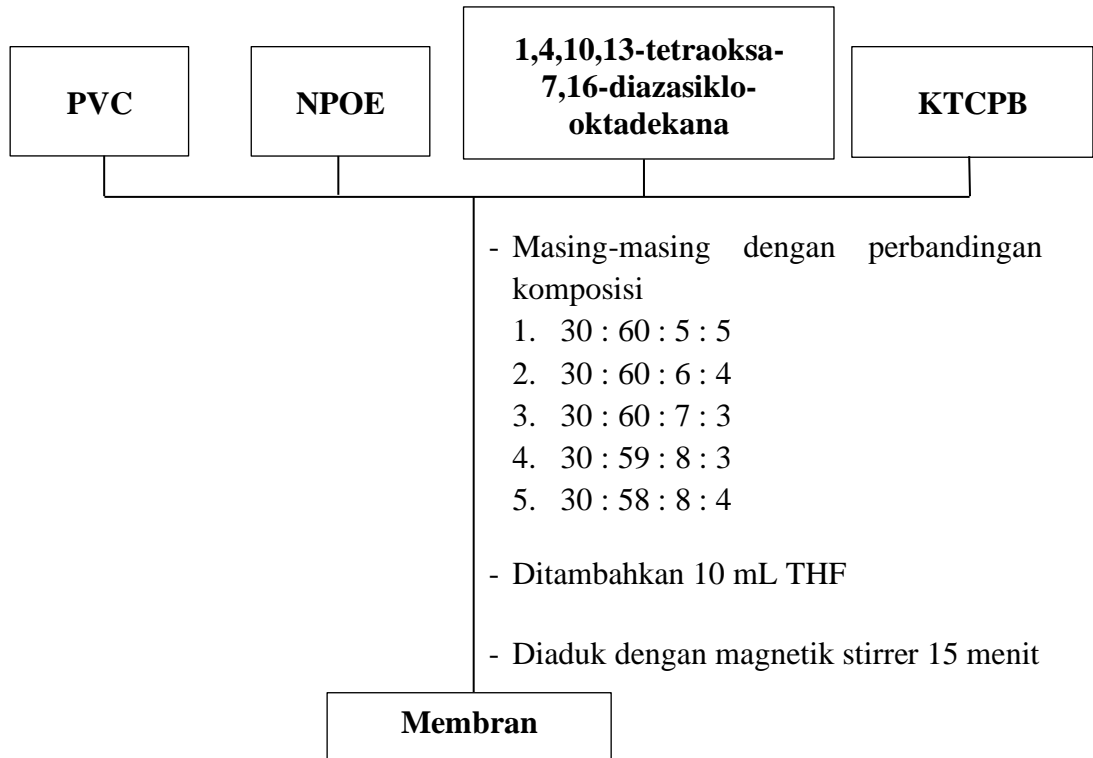 PVC
NPOE
1,4,10,13-tetraoksa-
7,16-diazasiklo-
oktadekana
KTCPB
- Masing-masing dengan perbandingan
komposisi
1. 30 : 60 : 5 : 5
2. 30 : 60 : 6 : 4
3. 30 : 60 : 7 : 3
4. 30 : 59 : 8 : 3
5. 30 : 58 : 8 : 4
- Ditambahkan 10 mL THF
- Diaduk dengan magnetik stirrer 15 menit
Membran